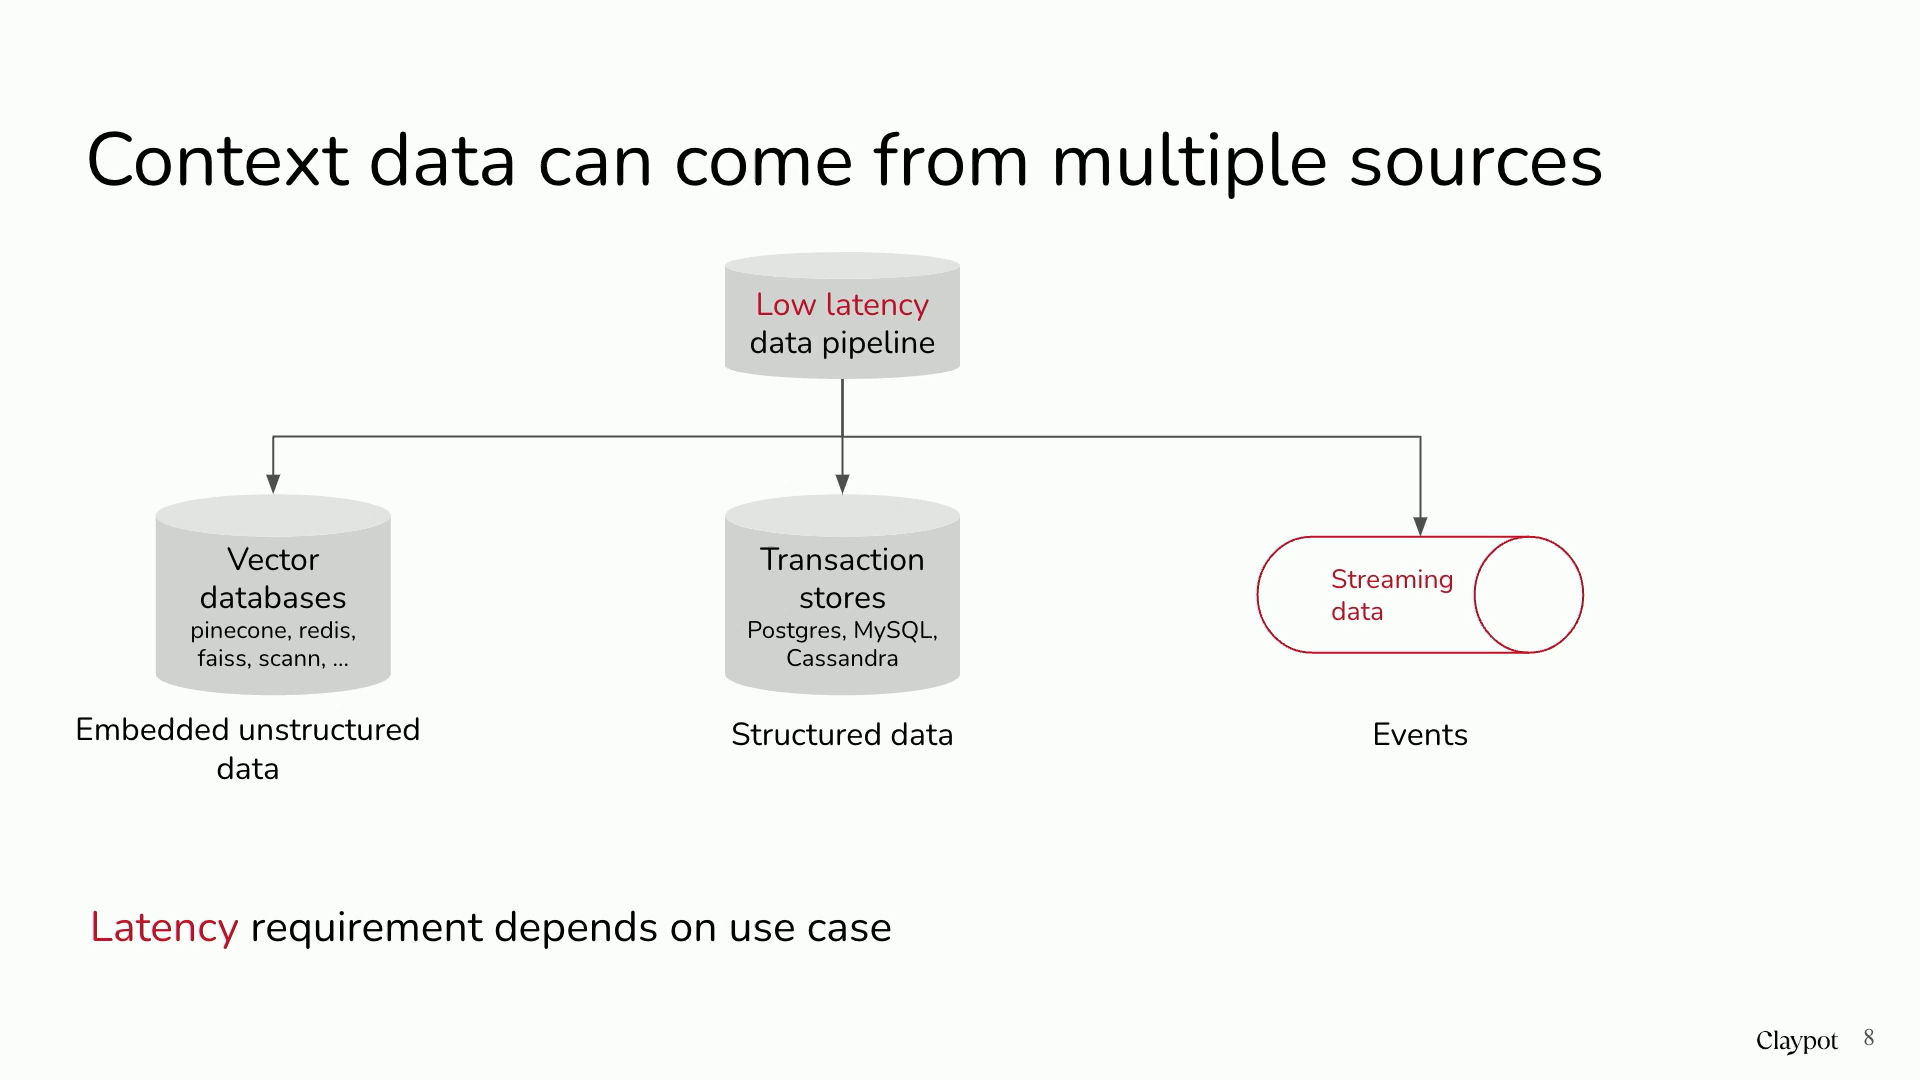 Context data can come from multiple sources
Low latency
data pipeline
Vector
databases
pinecone, redis,
faiss, scann, ...
Embedded unstructured
data
Transaction
stores
Postgres, MySQL,
Cassandra
Structured data
Streaming
data
Events
Latency requirement depends on use case
Claypot 8